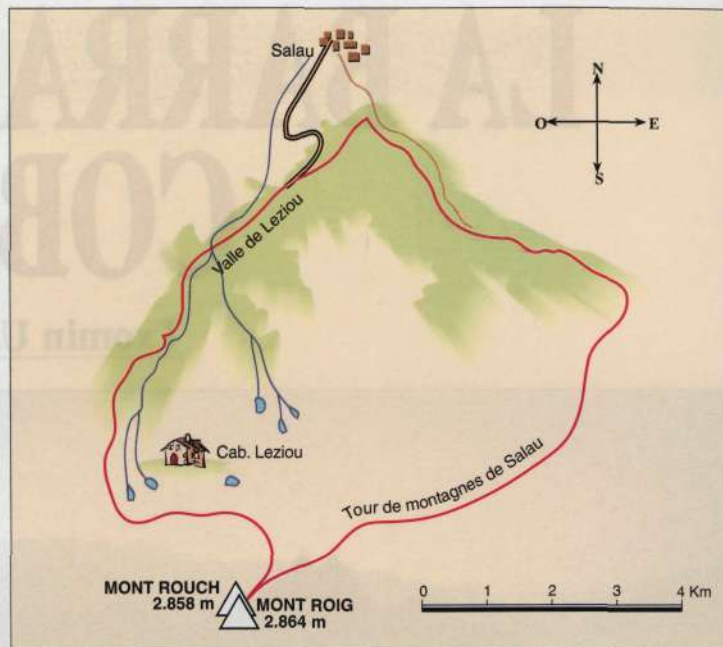 Salau
N
O
E
S
Valle de Leziou
Cab. Leziou
Tour de montagnes de Salau
MONT ROUCH
2.858 m
MONT ROIG
2.864 m
0 1 2 3 4 Km